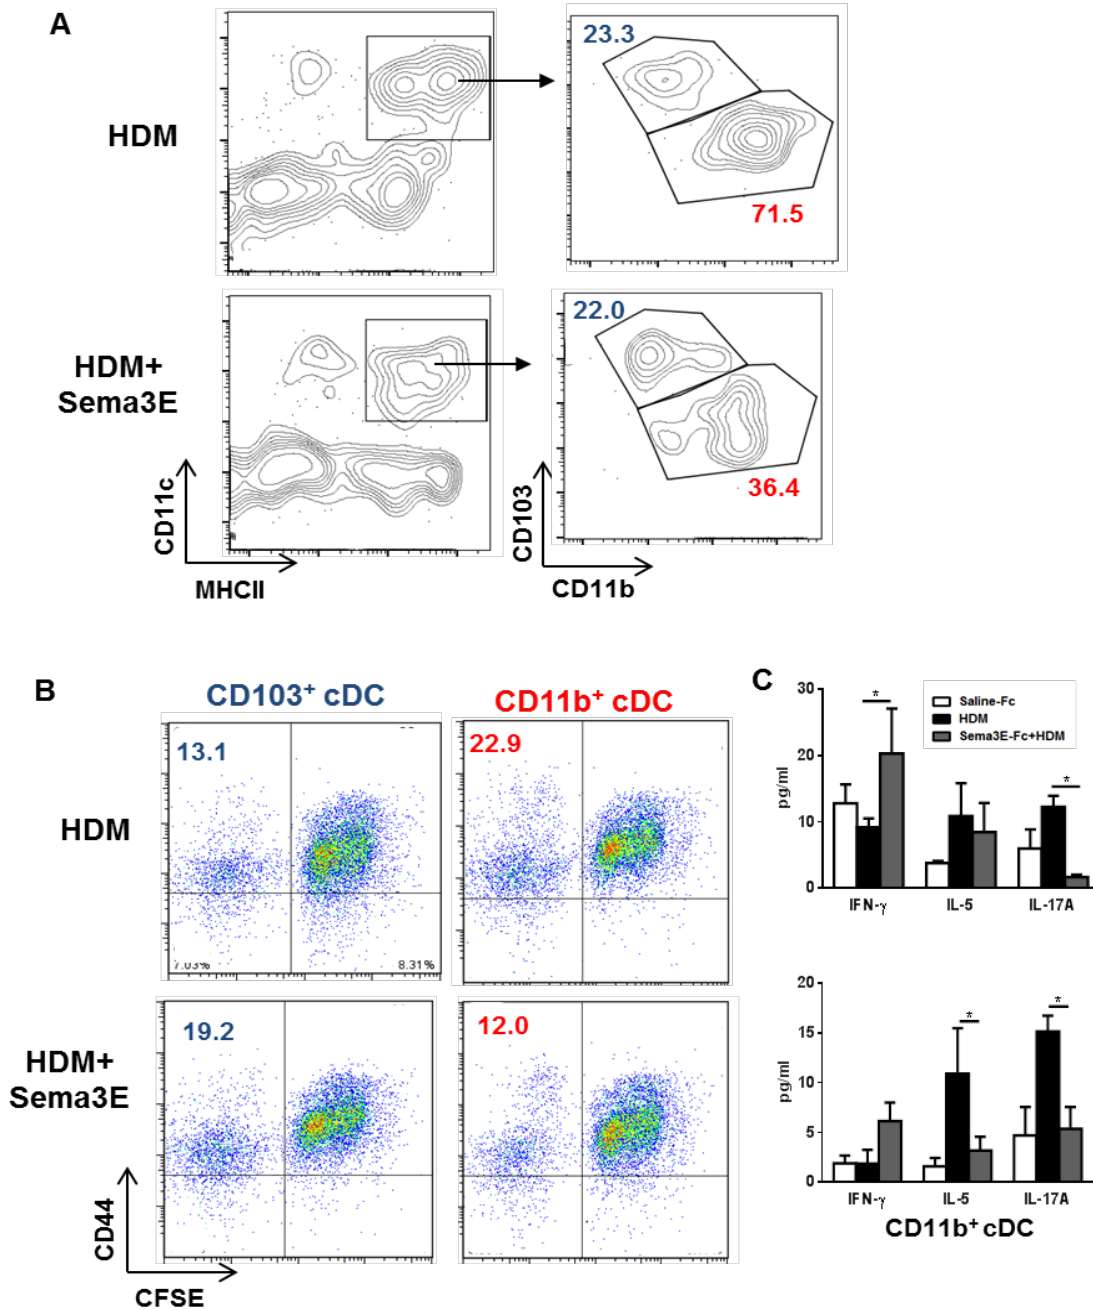 A
HDM
23.3
71.5
HDM+
Sema3E
22.0
36.4
CD11c
MHCII
CD103
CD11b
B
CD103+ cDC
CD11b+ cDC
HDM
13.1
22.9
8.31%
HDM+
Sema3E
19.2
12.0
CD44
CFSE
C
30
20
10
0
pg/ml
*
*
Saline-Fc
HDM
Sema3E-Fc+HDM
IFN-γ IL-5 IL-17A
20
15
10
5
0
pg/ml
*
*
IFN-γ IL-5 IL-17A
CD11b+ cDC